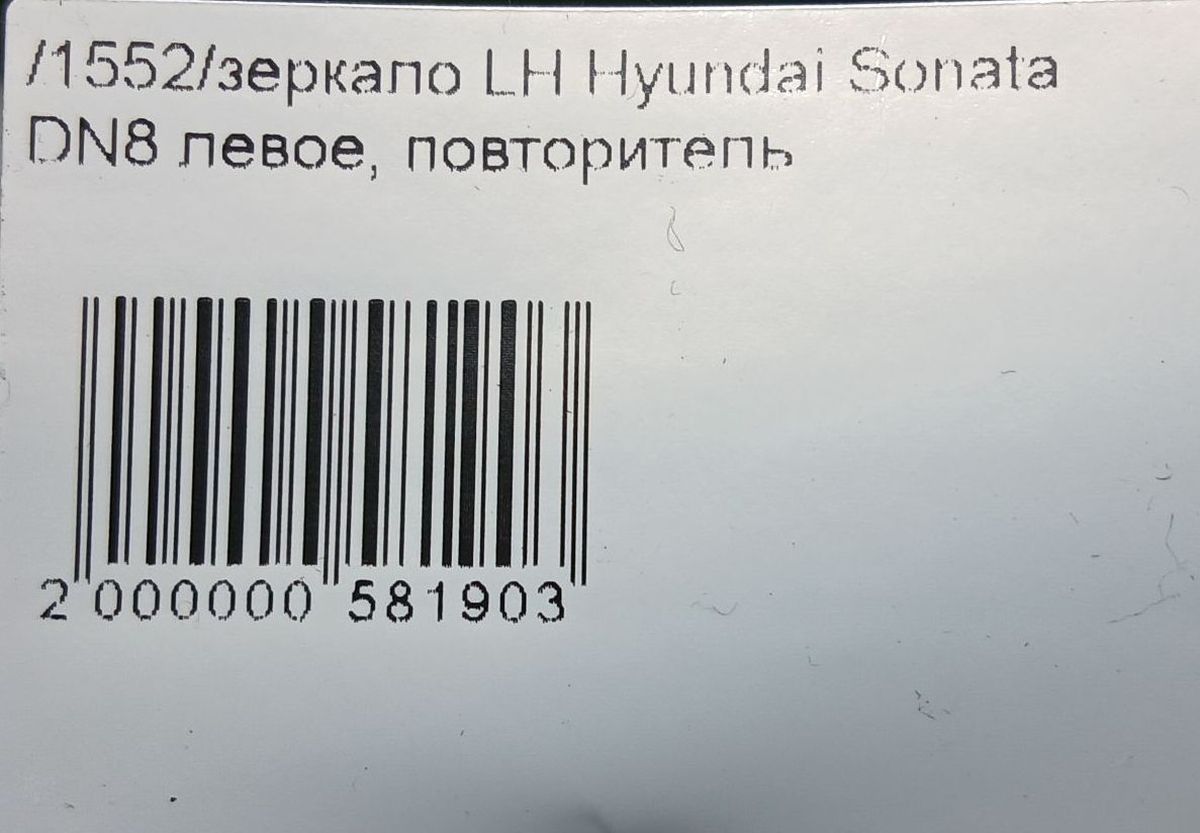 /1552/зеркало LH Hyundai Sonata
DN8 левое, повторитель
2 000000 581903